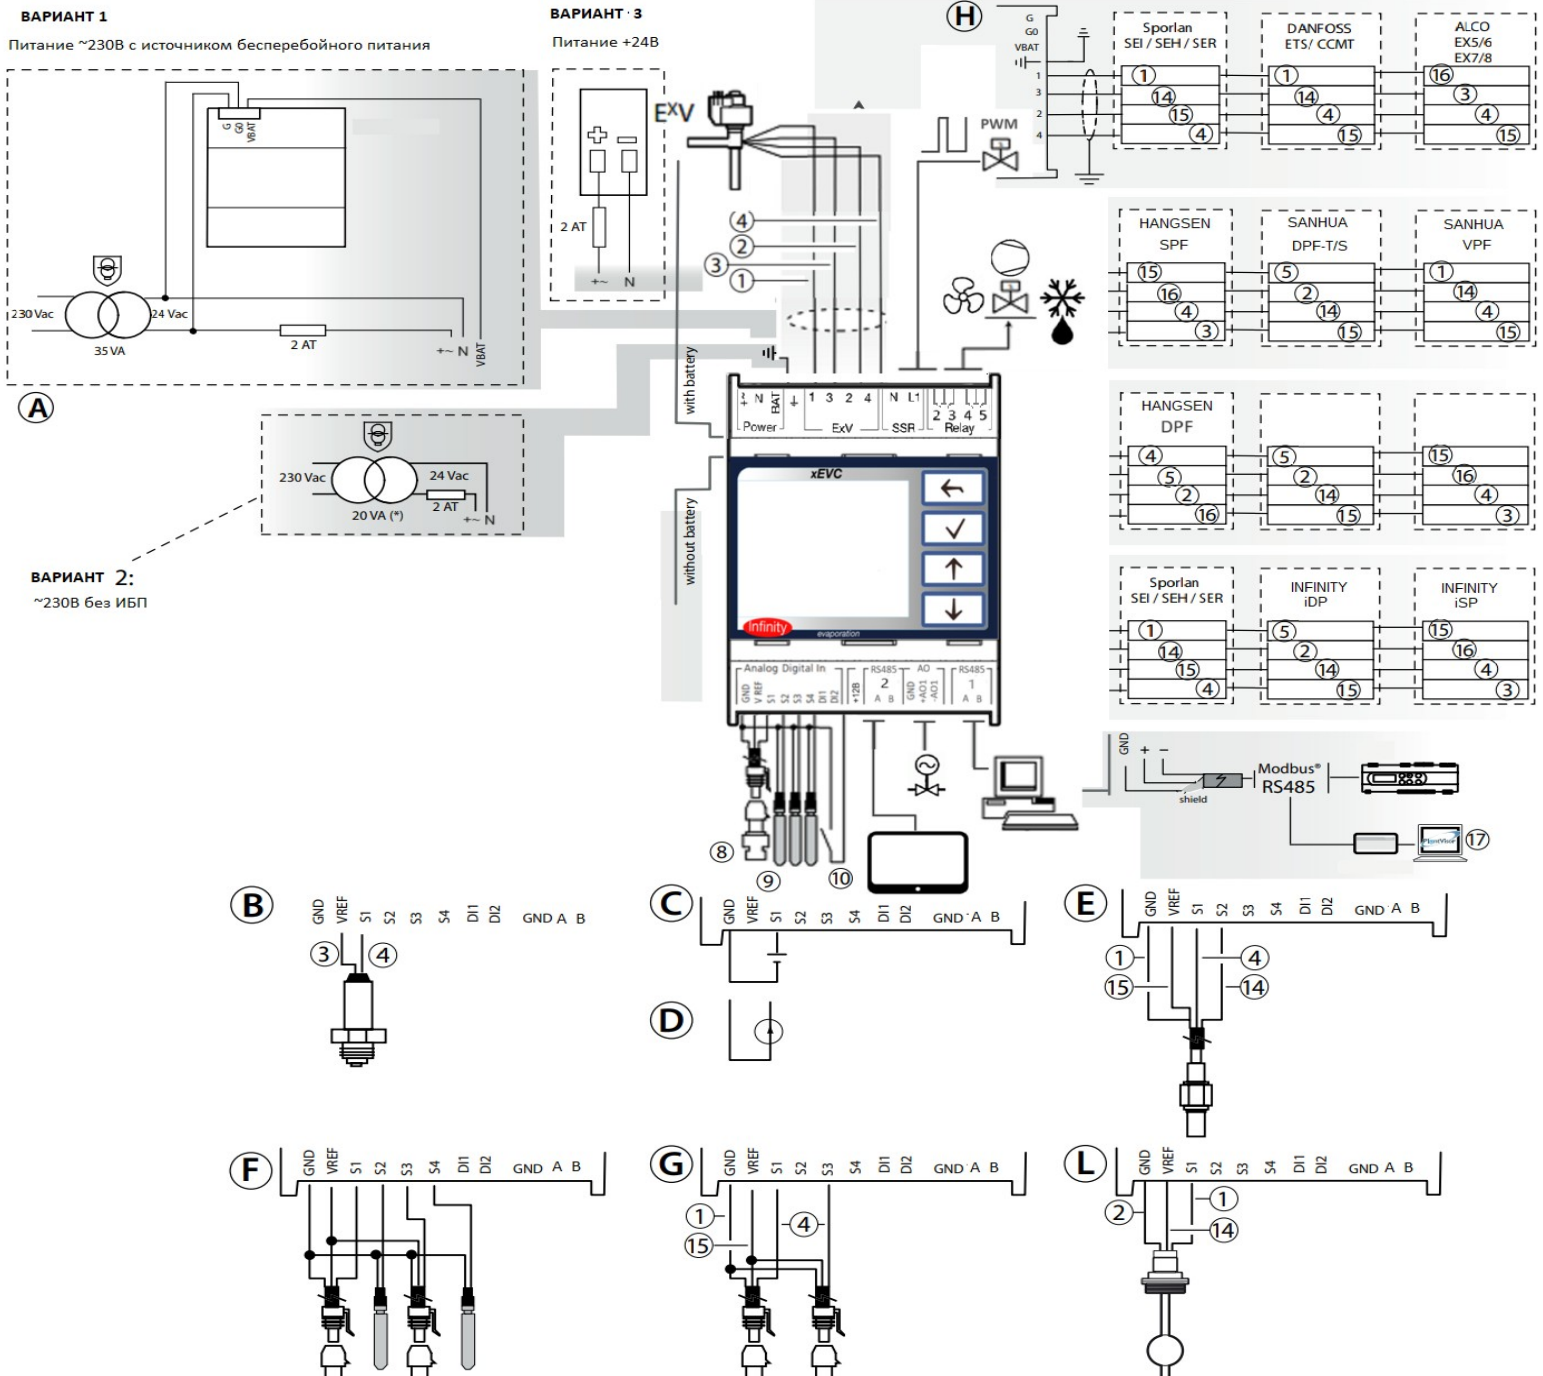 ВАРИАНТ 1
Питание ~230В с источником бесперебойного питания
G
G0
VBAT
230 Vac
24 Vac
35 VA
2 AT
+~ N
VBAT
A
ВАРИАНТ · 3
Питание +24В
+ −
2 AT
+~ N
230 Vac
24 Vac
20 VA (*)
2 AT
+~ N
ВАРИАНТ 2:
~230В без ИБП
EXV
4
2
3
1
PWM
with battery
without battery
N 1 3 2 4 N L1
BAT
2 3 4 5
Power ExV SSR Relay
xEVC
Infinity
evaporation
Analog Digital In RS485 AO RS485
2 1
GND
V REF
S1
S2
S3
S4
DI1
DI2
+12В
A B
GND
+AO1
-AO1
A B
8
9
10
H
G
G0
VBAT
1
3
2
4
Sporlan
SEI / SEH / SER
1
14
15
4
DANFOSS
ETS/ CCMT
1
14
4
15
ALCO
EX5/6
EX7/8
16
3
4
15
HANGSEN
SPF
15
16
4
3
SANHUA
DPF-T/S
5
2
14
15
SANHUA
VPF
1
14
4
15
HANGSEN
DPF
4
5
2
16
5
2
14
15
15
16
4
3
Sporlan
SEI / SEH / SER
1
14
15
4
INFINITY
iDP
5
2
14
15
INFINITY
iSP
15
16
4
3
GND + −
shield
Modbus®
RS485
PlantVisor
17
B
GND VREF S1 S2 S3 S4 DI1 DI2 GND A B
3 4
C
GND VREF S1 S2 S3 S4 DI1 DI2 GND · A B
D
E
GND VREF S1 S2 S3 S4 DI1 DI2 GND · A B
1 4
15 14
F
GND VREF S1 S2 S3 S4 DI1 DI2 GND A B
G
GND VREF S1 S2 S3 S4 DI1 DI2 GND · A B
1 4
15
L
GND VREF S1 S2 S3 S4 DI1 DI2 GND A B
2 1
14